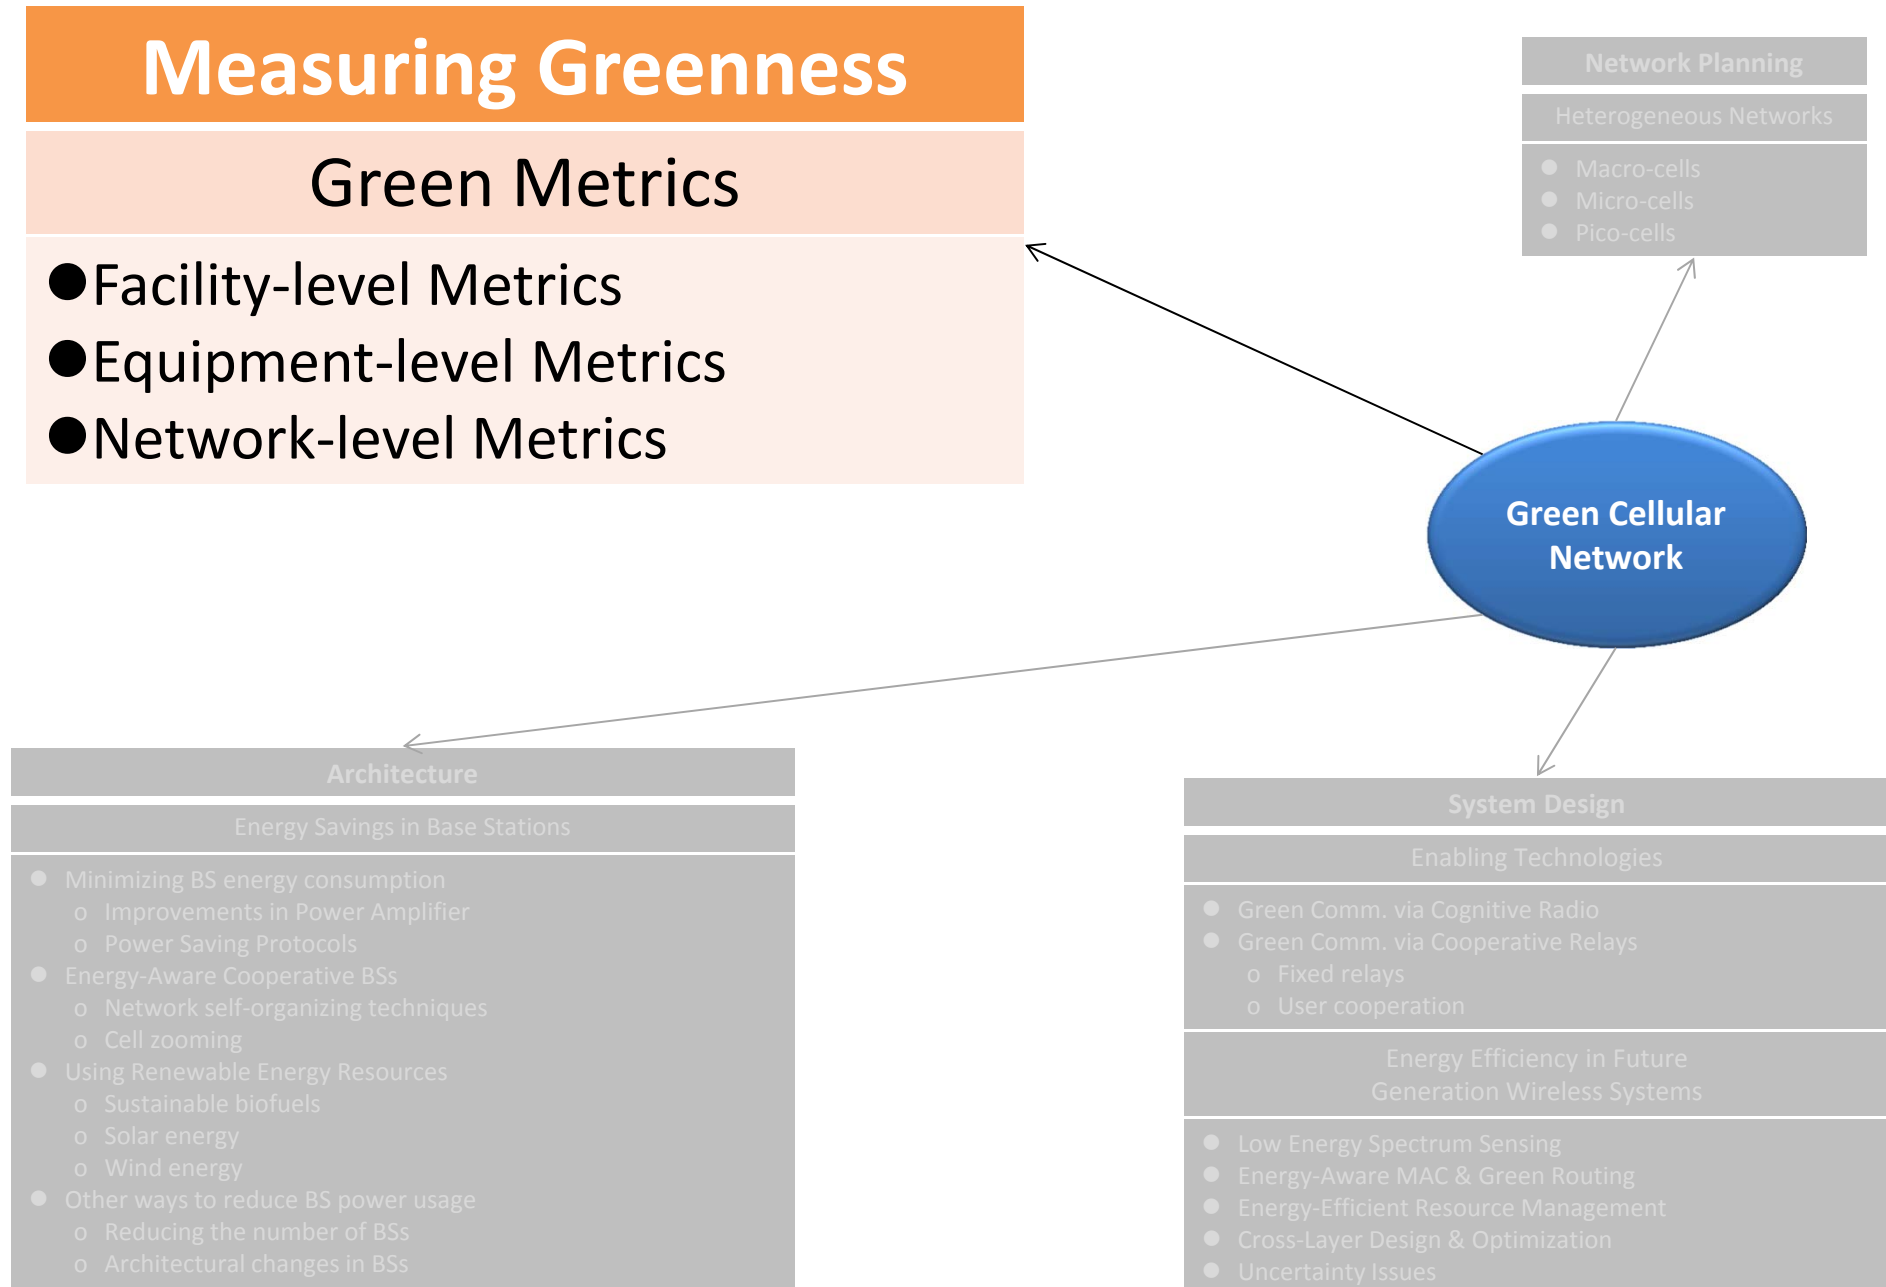 Measuring Greenness
Green Metrics
● Facility-level Metrics
● Equipment-level Metrics
● Network-level Metrics
Network Planning
Heterogeneous Networks
● Macro-cells
● Micro-cells
● Pico-cells
Green Cellular
Network
Architecture
Energy Savings in Base Stations
● Minimizing BS energy consumption
o Improvements in Power Amplifier
o Power Saving Protocols
● Energy-Aware Cooperative BSs
o Network self-organizing techniques
o Cell zooming
● Using Renewable Energy Resources
o Sustainable biofuels
o Solar energy
o Wind energy
● Other ways to reduce BS power usage
o Reducing the number of BSs
o Architectural changes in BSs
System Design
Enabling Technologies
● Green Comm. via Cognitive Radio
● Green Comm. via Cooperative Relays
o Fixed relays
o User cooperation
Energy Efficiency in Future
Generation Wireless Systems
● Low Energy Spectrum Sensing
● Energy-Aware MAC & Green Routing
● Energy-Efficient Resource Management
● Cross-Layer Design & Optimization
● Uncertainty Issues